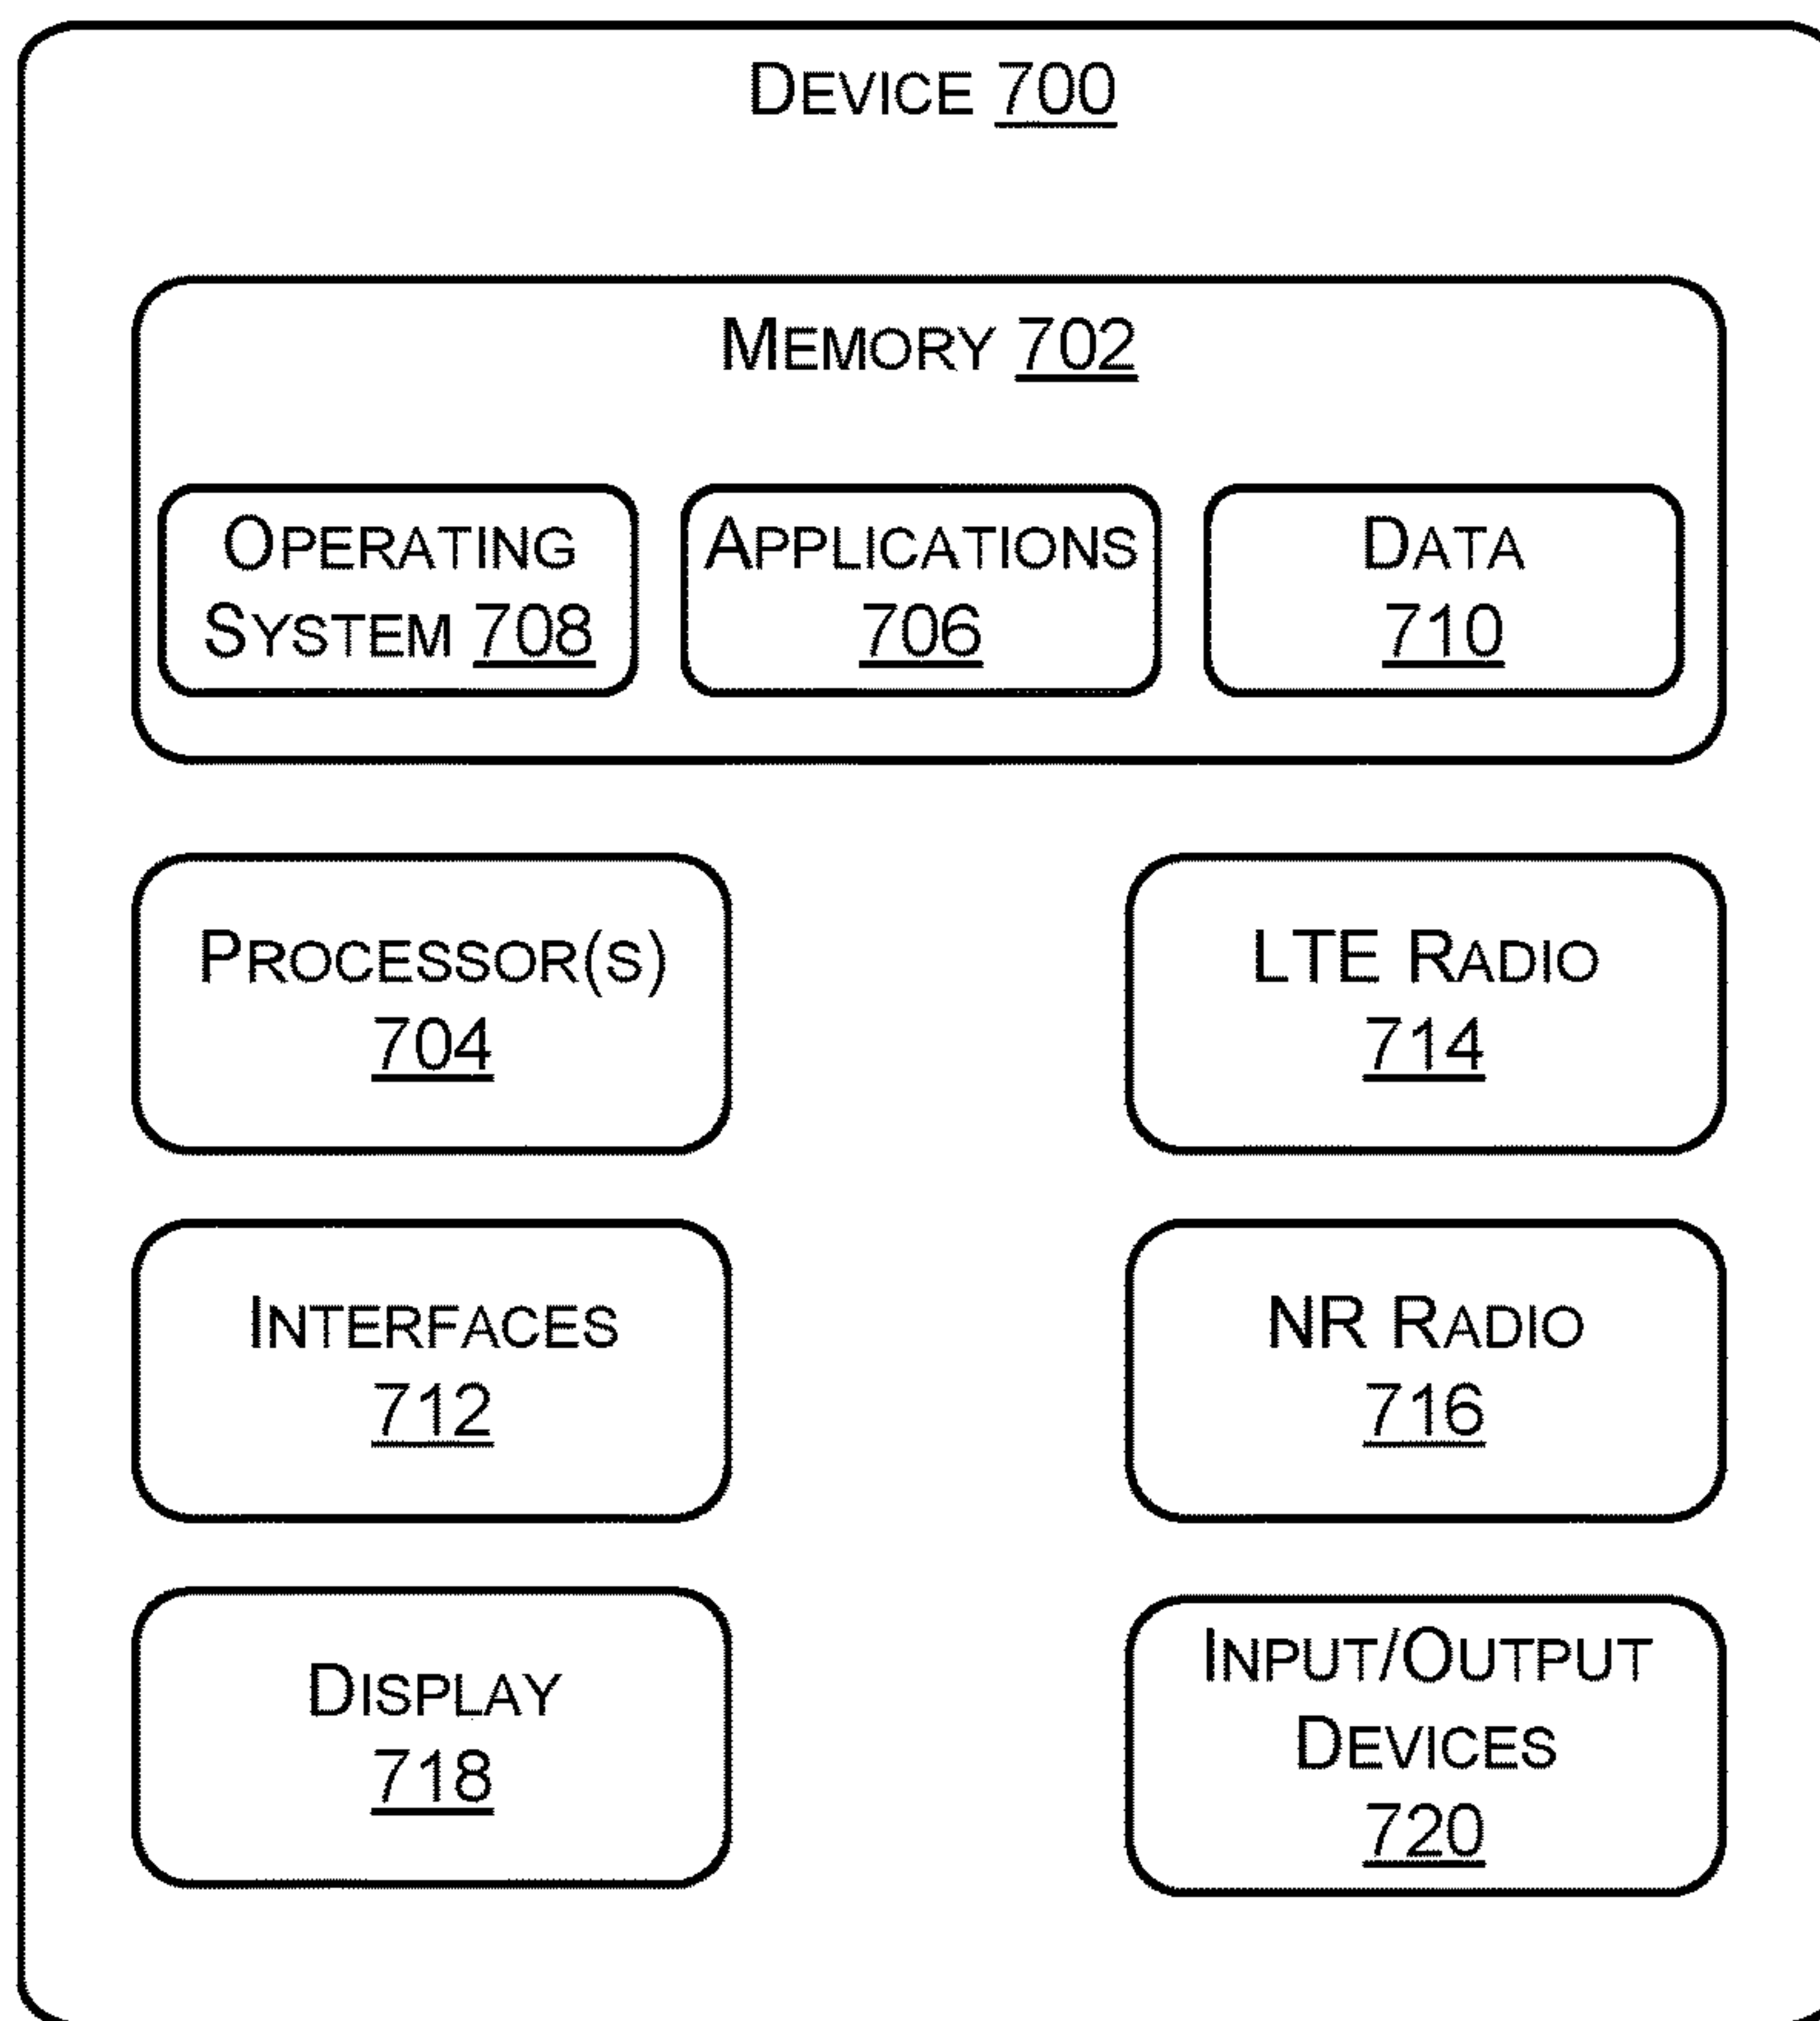 DEVICE 700
MEMORY 702
OPERATING
SYSTEM 708
APPLICATIONS
706
DATA
710
PROCESSOR(S)
704
LTE RADIO
714
INTERFACES
712
NR RADIO
716
DISPLAY
718
INPUT/OUTPUT
DEVICES
720